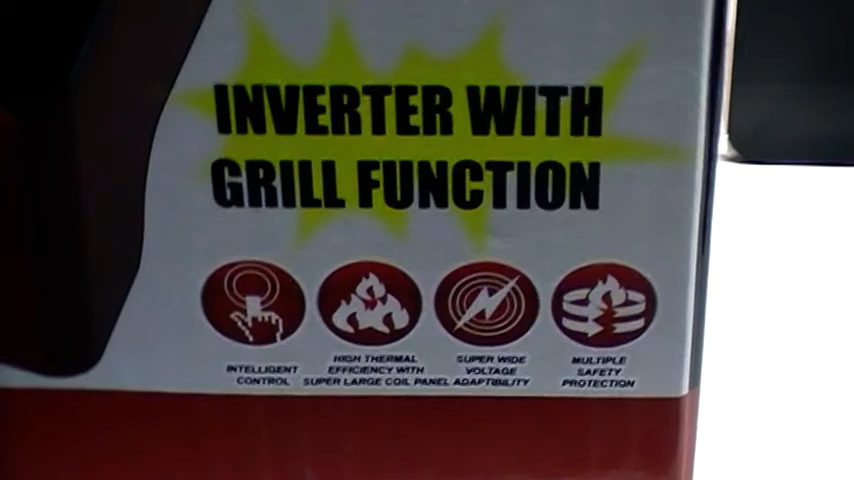 INVERTER WITH
GRILL FUNCTION
INTELLIGENT
CONTROL
HIGH THERMAL
EFFICIENCY WITH
SUPER LARGE COIL PANEL
SUPER WIDE
VOLTAGE
ADAPTIBILITY
MULTIPLE
SAFETY
PROTECTION